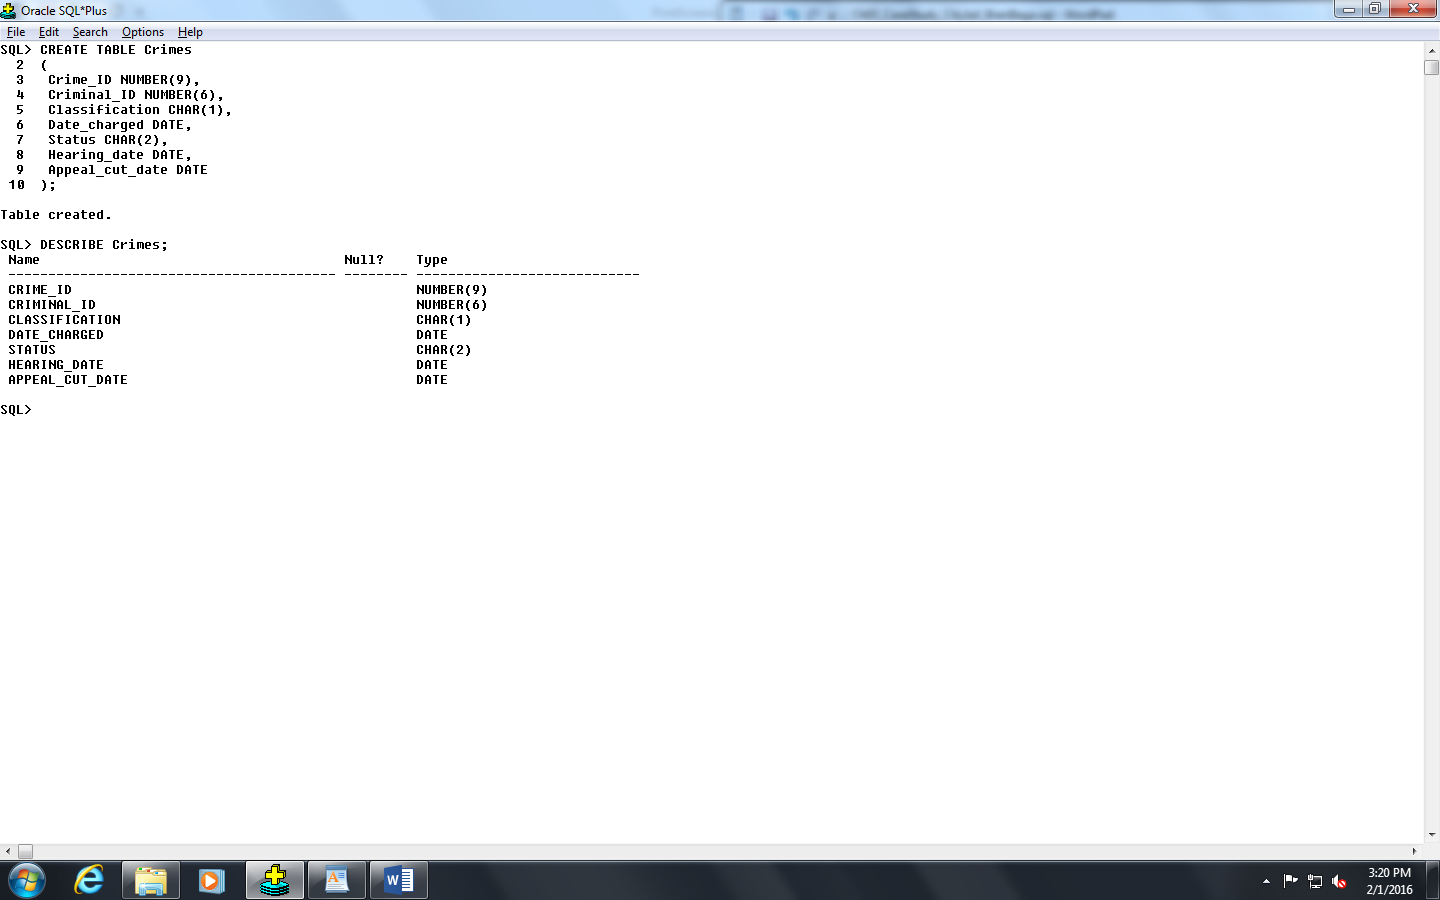 Oracle SQL*Plus
File Edit Search Options Help
SQL> CREATE TABLE Crimes
2 (
3 Crime_ID NUMBER(9),
4 Criminal_ID NUMBER(6),
5 Classification CHAR(1),
6 Date_charged DATE,
7 Status CHAR(2),
8 Hearing_date DATE,
9 Appeal_cut_date DATE
10 );
Table created.
SQL> DESCRIBE Crimes;
Name Null? Type
----------------------------------------- -------- ----------------------------
CRIME_ID NUMBER(9)
CRIMINAL_ID NUMBER(6)
CLASSIFICATION CHAR(1)
DATE_CHARGED DATE
STATUS CHAR(2)
HEARING_DATE DATE
APPEAL_CUT_DATE DATE
SQL>
3:20 PM
2/1/2016